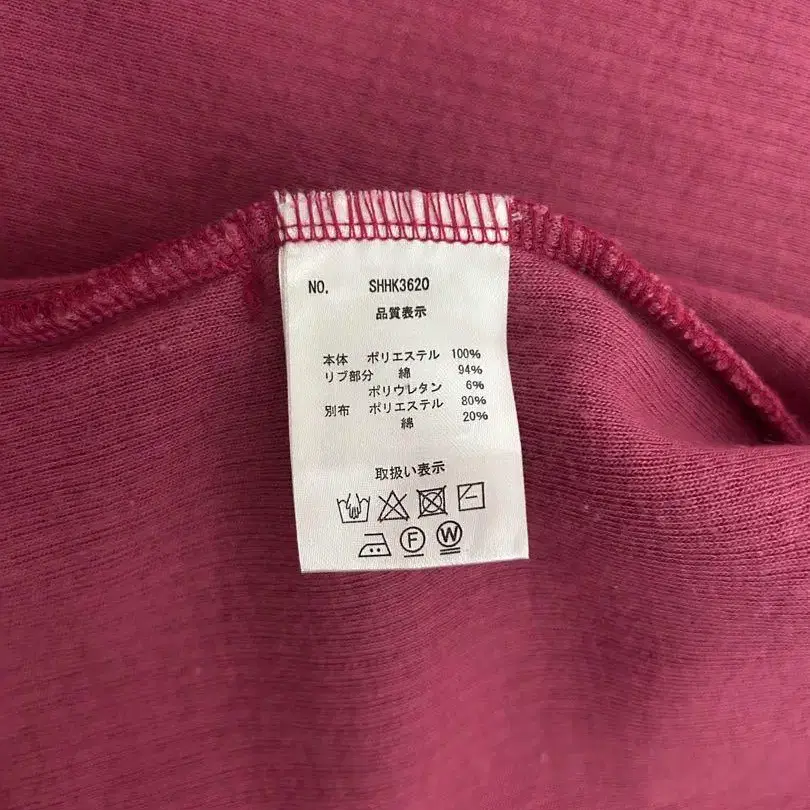 NO. SHHK3620
品質表示
本体 ポリエステル 100%
リブ部分 綿 94%
ポリウレタン 6%
別布 ポリエステル 80%
綿 20%
取扱い表示
F W